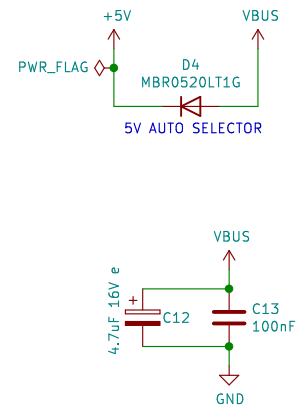 +5V
VBUS
PWR_FLAG
D4
MBR0520LT1G
5V AUTO SELECTOR
VBUS
4.7uF 16V e
+
C12
C13
100nF
GND